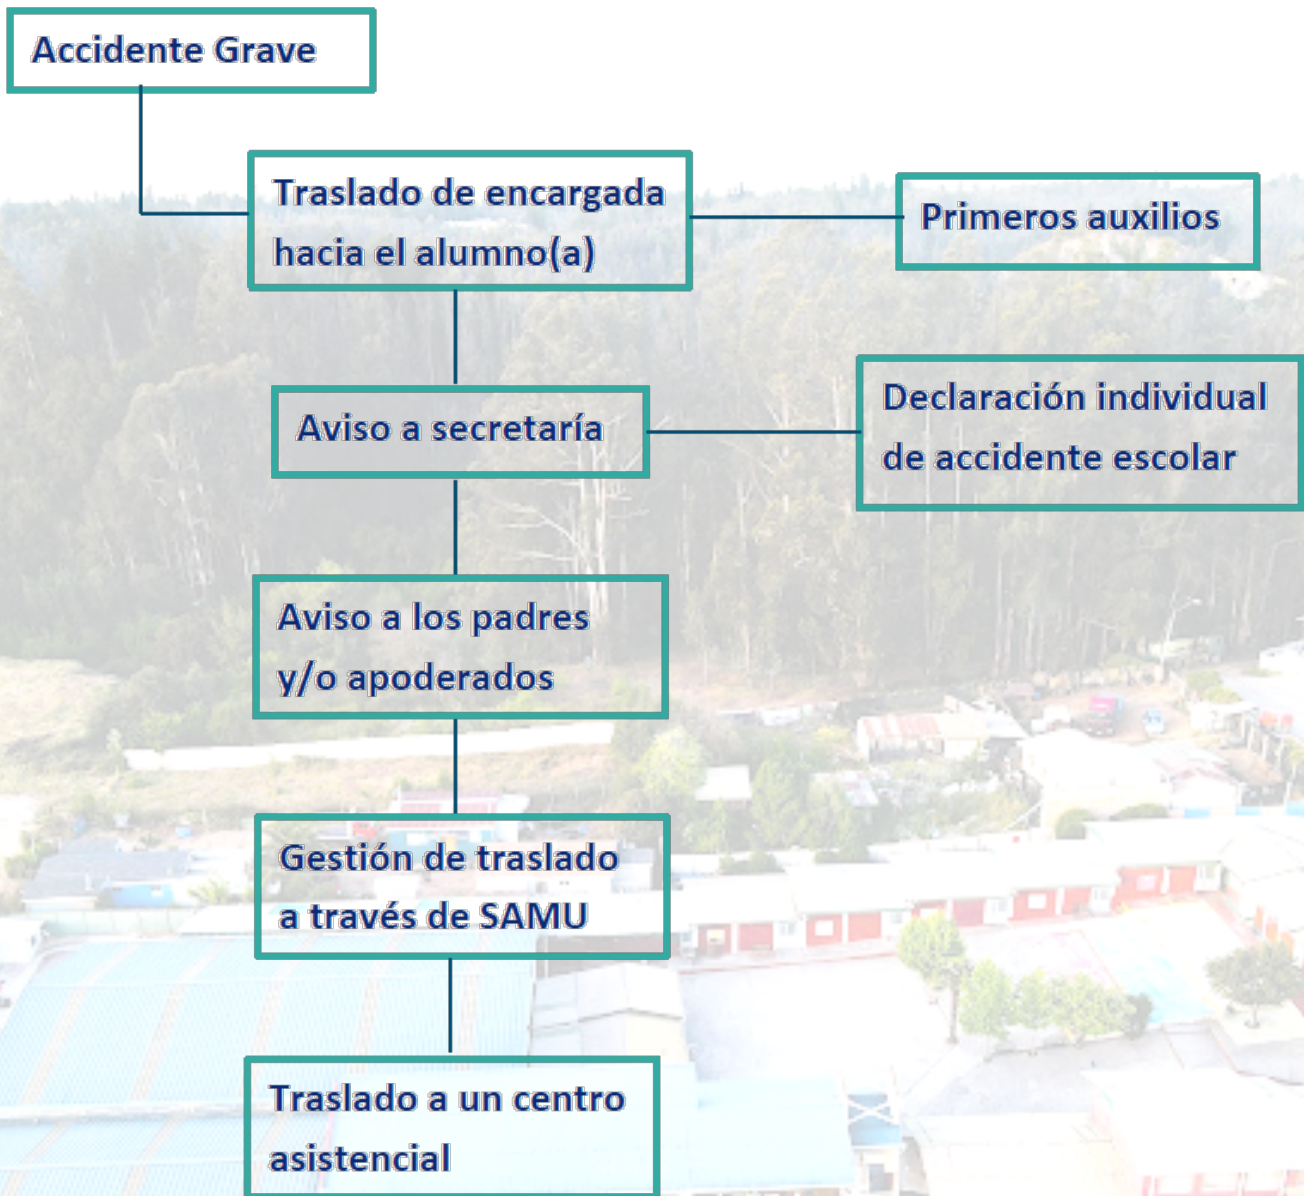 Accidente Grave
Traslado de encargada
hacia el alumno(a)
Primeros auxilios
Aviso a secretaría
Declaración individual
de accidente escolar
Aviso a los padres
y/o apoderados
Gestión de traslado
a través de SAMU
Traslado a un centro
asistencial